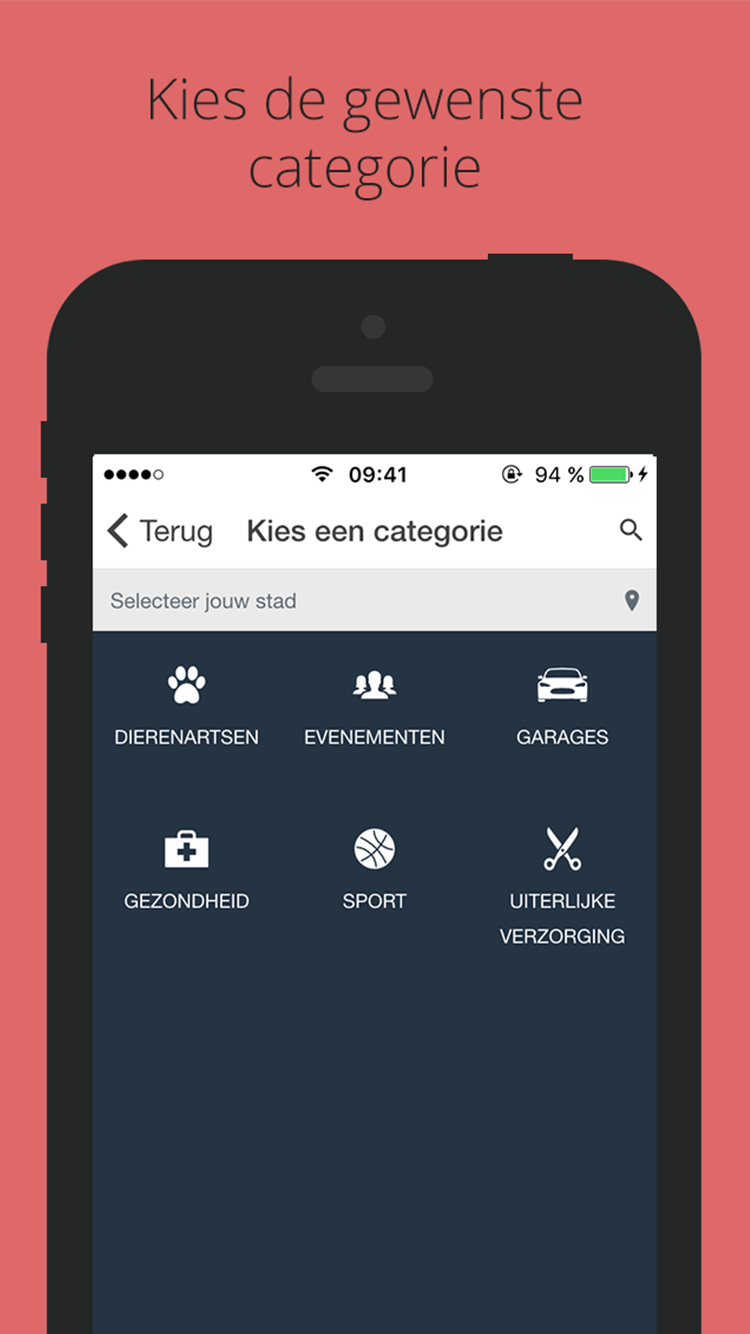 Kies de gewenste
categorie
09:41
94 %
Terug
Kies een categorie
Selecteer jouw stad
DIERENARTSEN
EVENEMENTEN
GARAGES
GEZONDHEID
SPORT
UITERLIJKE
VERZORGING